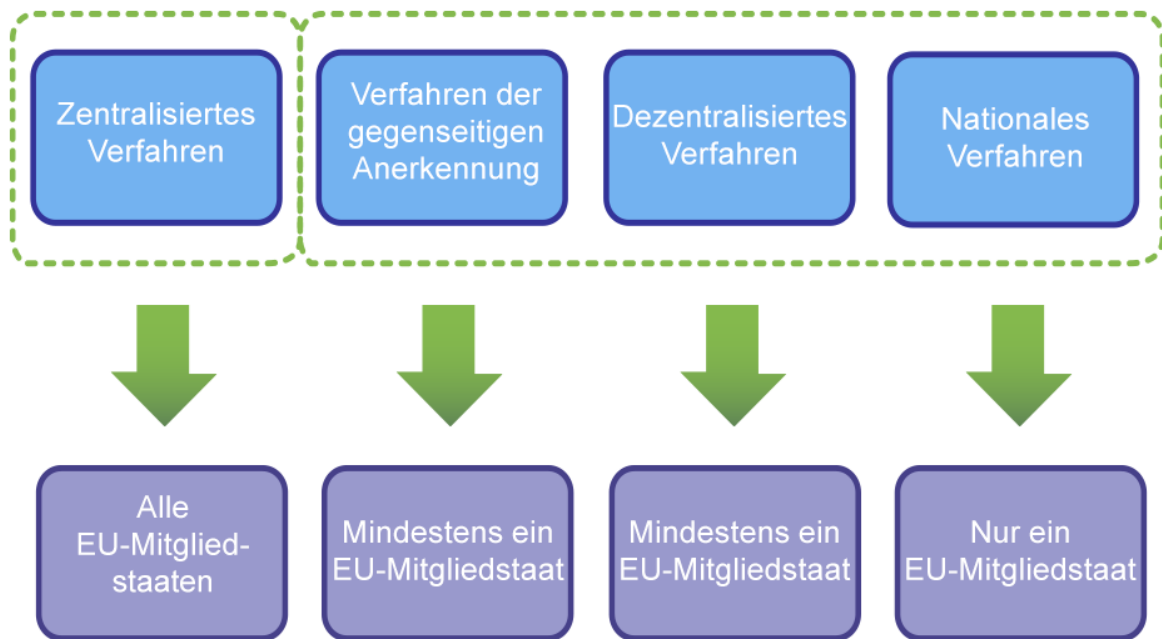 Zentralisiertes
Verfahren
Verfahren der
gegenseitigen
Anerkennung
Dezentralisiertes
Verfahren
Nationales
Verfahren
Alle
EU-Mitglied-
staaten
Mindestens ein
EU-Mitgliedstaat
Mindestens ein
EU-Mitgliedstaat
Nur ein
EU-Mitgliedstaat